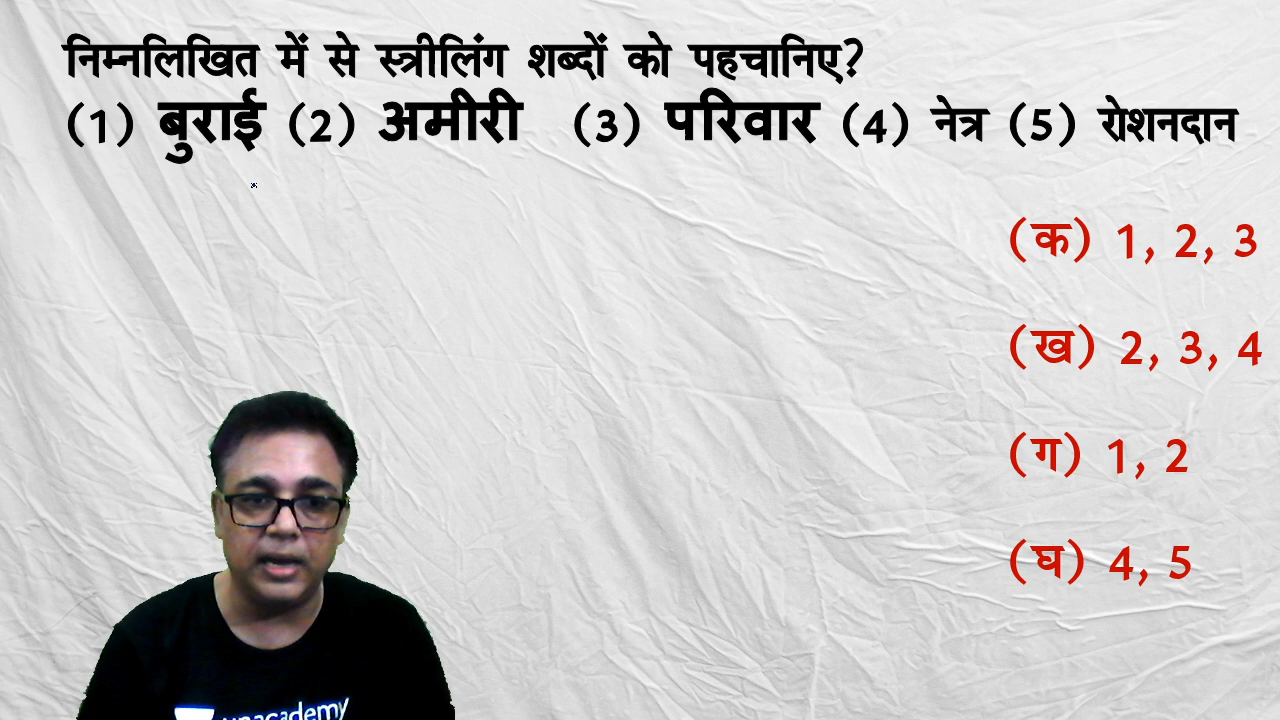 निम्नलिखित में से स्त्रीलिंग शब्दों को पहचानिए?
(1) बुराई (2) अमीरी (3) परिवार (4) नेत्र (5) रोशनदान
(क) 1, 2, 3
(ख) 2, 3, 4
(ग) 1, 2
(घ) 4, 5
unacademy